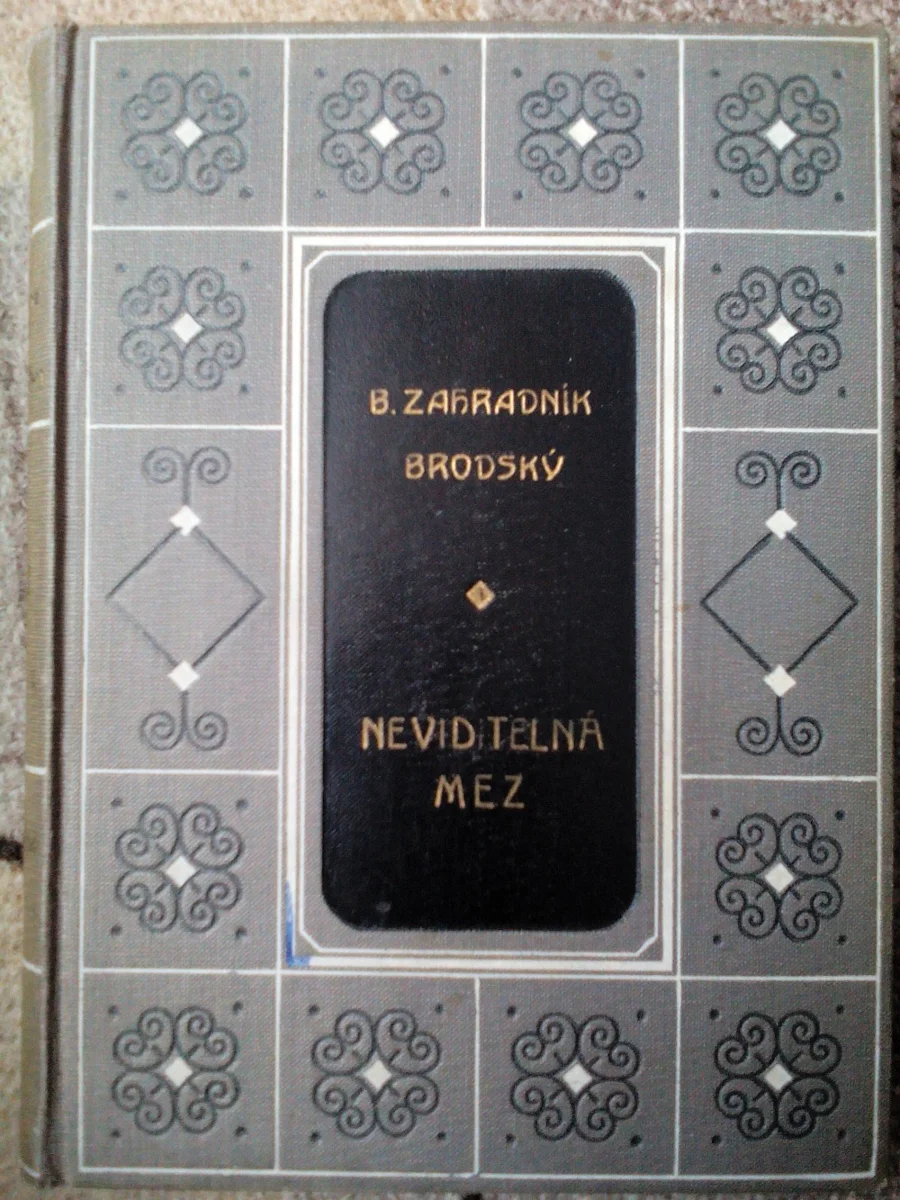 B. ZAHRADNÍK
BRODSKÝ
NEVIDITELNÁ
MEZ